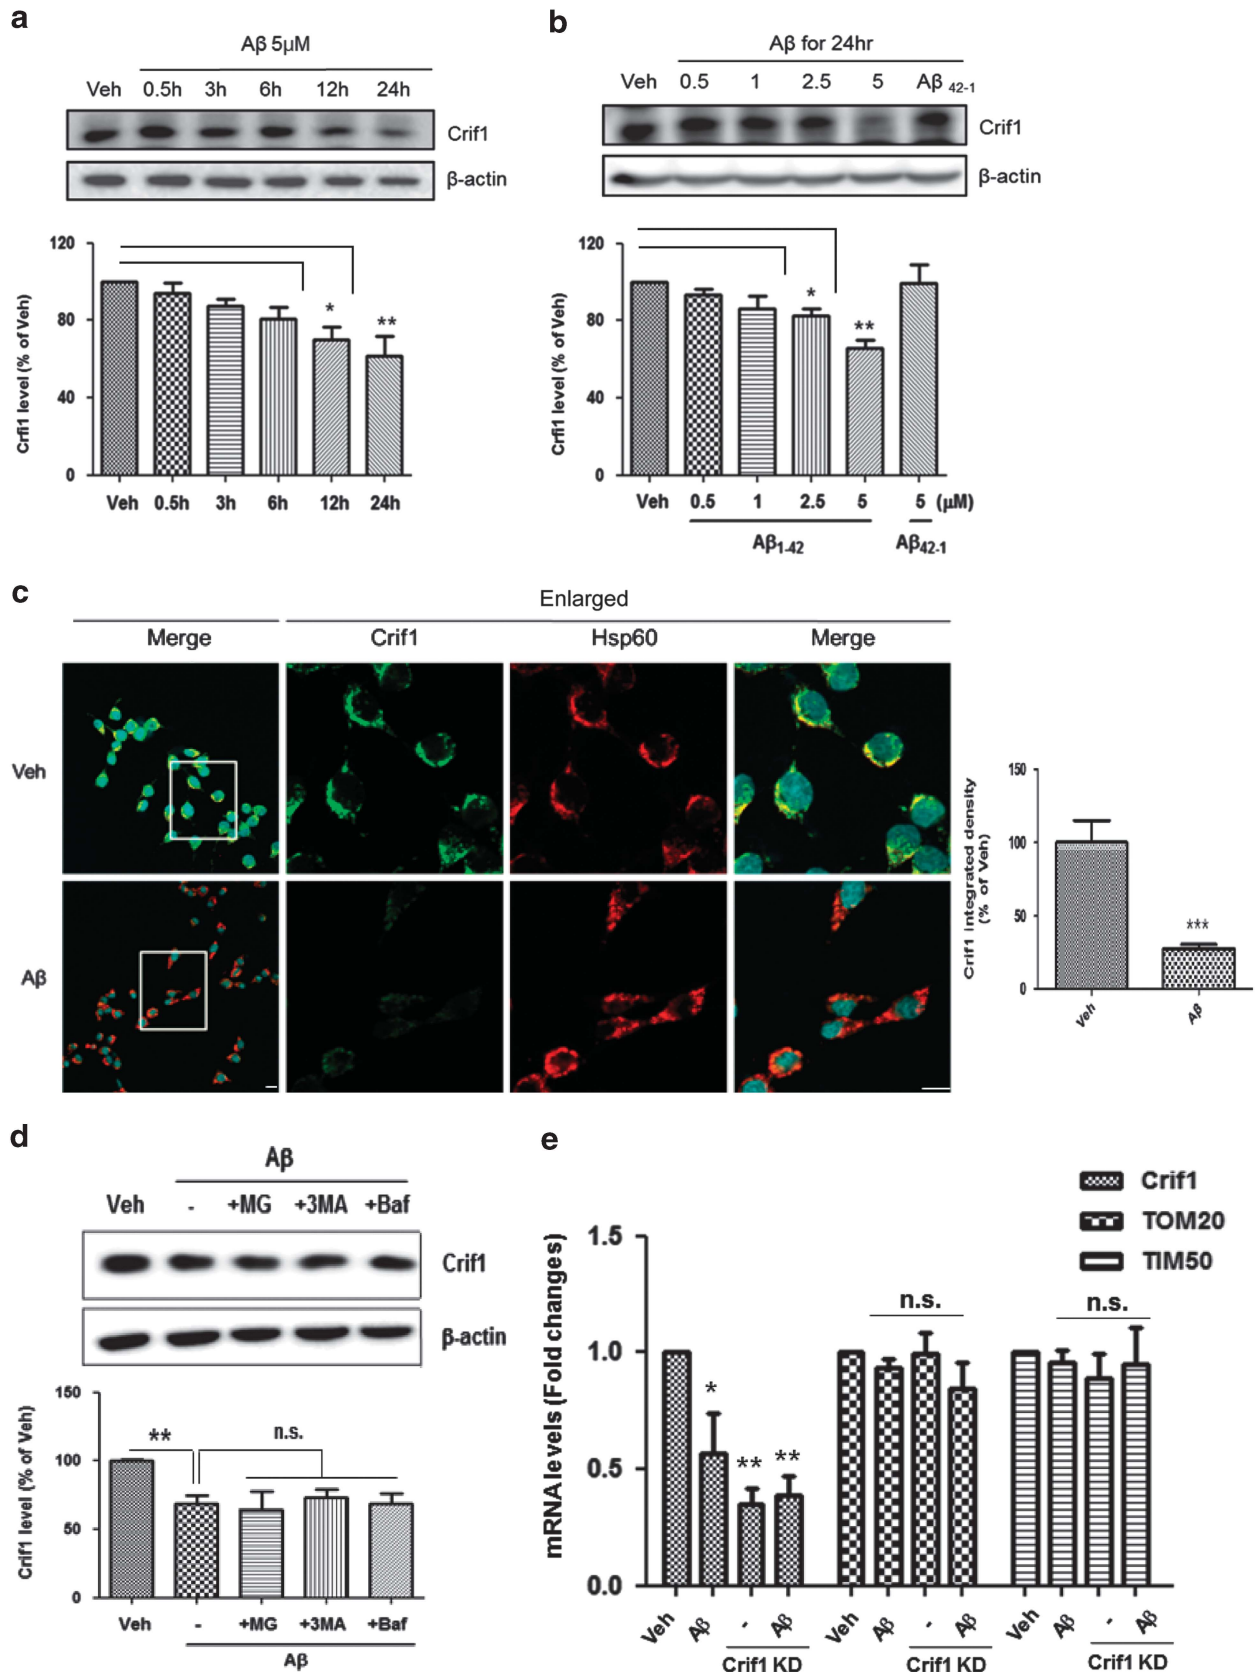 a
Aβ 5μM
Veh 0.5h 3h 6h 12h 24h
Crif1
β-actin
120
80
40
0
Crfi1 level (% of Veh)
*
**
Veh 0.5h 3h 6h 12h 24h
b
Aβ for 24hr
Veh 0.5 1 2.5 5 Aβ 42-1
Crif1
β-actin
120
80
40
0
Crfi1 level (% of Veh)
*
**
Veh 0.5 1 2.5 5 5 (μM)
Aβ1-42 Aβ42-1
c
Enlarged
Merge Crif1 Hsp60 Merge
Veh
Aβ
150
100
50
0
Crif1 integrated density
(% of Veh)
***
Veh Aβ
d
Aβ
Veh - +MG +3MA +Baf
Crif1
β-actin
150
100
50
0
Crif1 level (% of Veh)
**
n.s.
Veh - +MG +3MA +Baf
Aβ
e
Crif1
TOM20
TIM50
1.5
1.0
0.5
0.0
mRNA levels (Fold changes)
*
**
**
n.s.
n.s.
Veh Aβ - Aβ Veh Aβ - Aβ Veh Aβ - Aβ
Crif1 KD Crif1 KD Crif1 KD